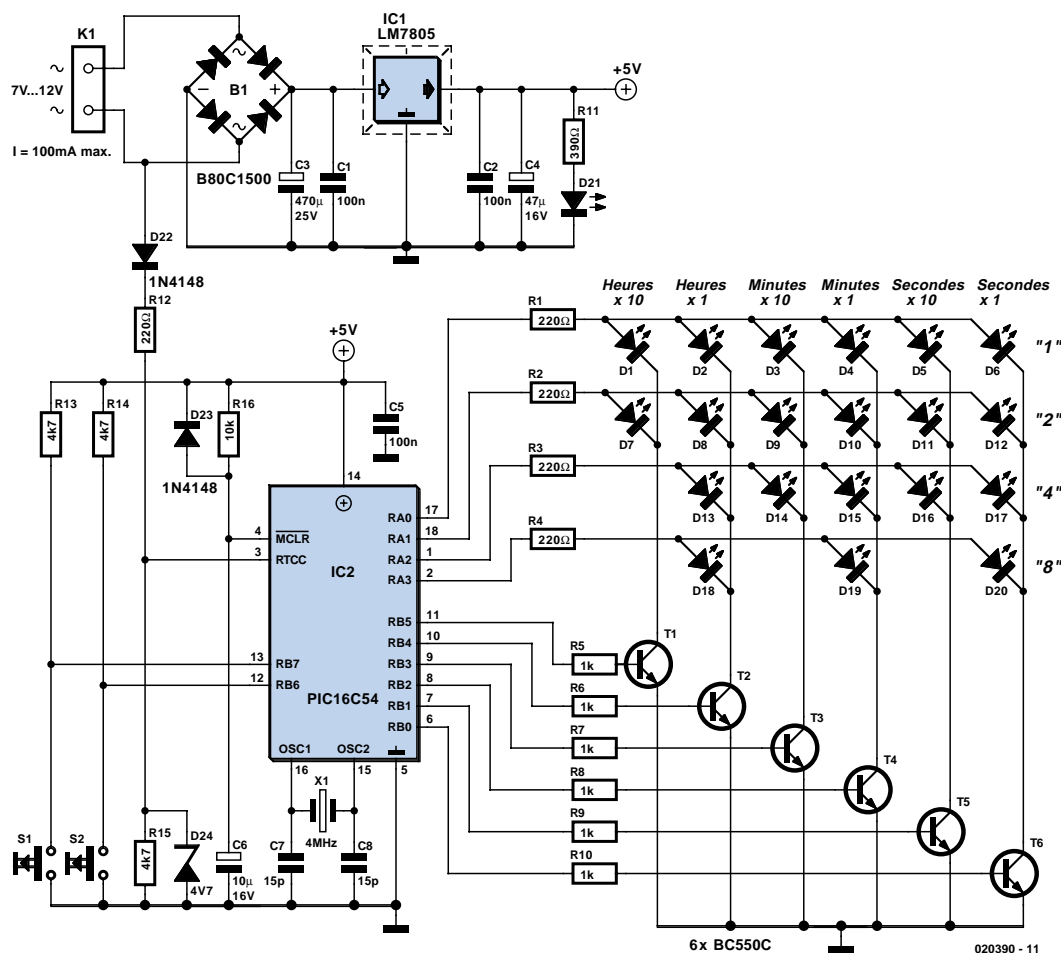 IC1
LM7805
K1
B1
+5V
R11
390Ω
7V...12V
I = 100mA max.
B80C1500
C3
470µ
25V
C1
100n
C2
100n
C4
47µ
16V
D21
D22
1N4148
R12
220Ω
+5V
R13
4k7
R14
4k7
D23
1N4148
R16
10k
C5
100n
Heures x 10
Heures x 1
Minutes x 10
Minutes x 1
Secondes x 10
Secondes x 1
R1
220Ω
D1
D2
D3
D4
D5
D6
"1"
R2
220Ω
D7
D8
D9
D10
D11
D12
"2"
R3
220Ω
D13
D14
D15
D16
D17
"4"
R4
220Ω
D18
D19
D20
"8"
14
4
MCLR
3
RTCC
IC2
PIC16C54
RA0
17
RA1
18
RA2
1
RA3
2
RB5
11
RB4
10
RB3
9
RB2
8
RB1
7
RB0
6
13
RB7
12
RB6
OSC1
OSC2
16
15
5
R5
1k
T1
R6
1k
T2
R7
1k
T3
R8
1k
T4
R9
1k
T5
R10
1k
T6
S1
S2
R15
4k7
D24
4V7
C6
10µ
16V
C7
15p
X1
4MHz
C8
15p
6x BC550C
020390 - 11